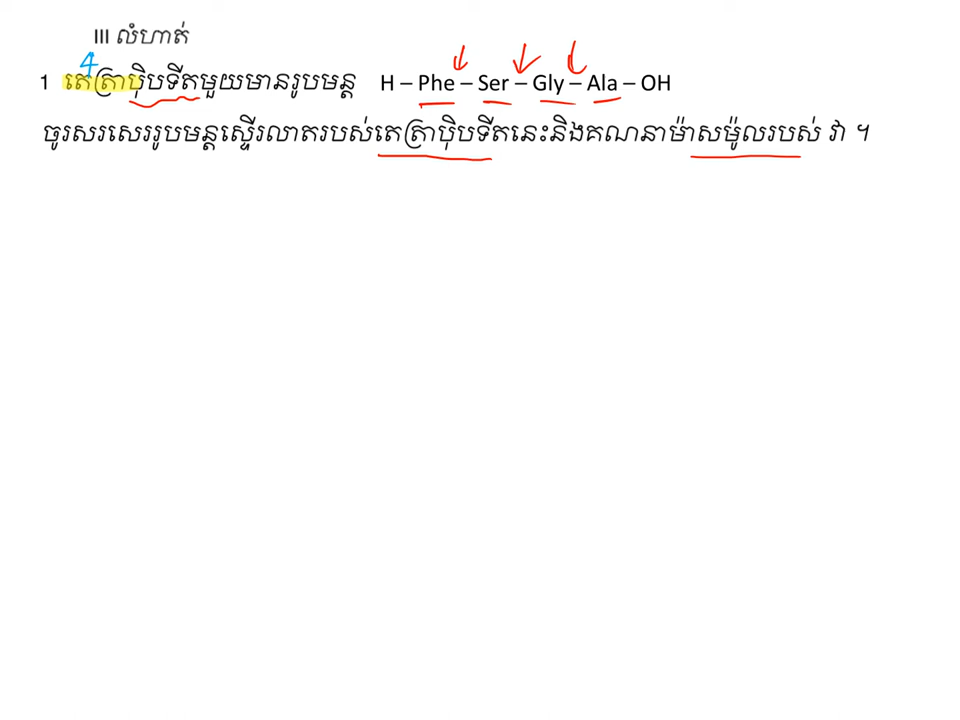 III លំហាត់
4
1 តេត្រាប៉ិបទីតមួយមានរូបមន្ត H – Phe – Ser – Gly – Ala – OH
ចូរសរសេររូបមន្តស្ទើរលាតរបស់តេត្រាប៉ិបទីតនេះនិងគណនាម៉ាសម៉ូលរបស់ វា ។